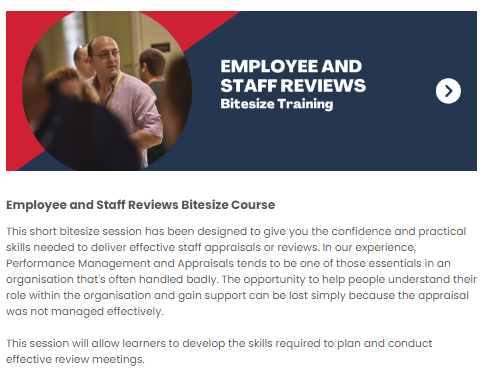 EMPLOYEE AND
STAFF REVIEWS
Bitesize Training
Employee and Staff Reviews Bitesize Course
This short bitesize session has been designed to give you the confidence and practical
skills needed to deliver effective staff appraisals or reviews. In our experience,
Performance Management and Appraisals tends to be one of those essentials in an
organisation that's often handled badly. The opportunity to help people understand their
role within the organisation and gain support can be lost simply because the appraisal
was not managed effectively.
This session will allow learners to develop the skills required to plan and conduct
effective review meetings.